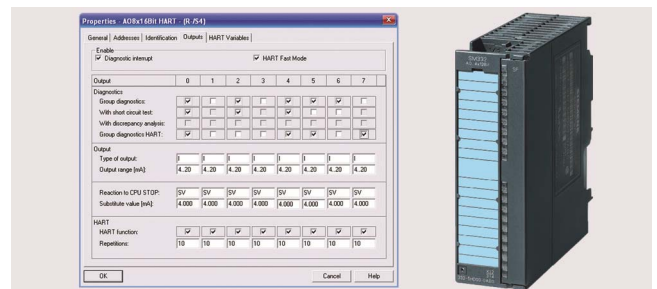 Properties - AO8x16Bit HART - (R-/S4)
General Addresses Identification Outputs HART Variables
Enable
Diagnostic interrupt HART Fast Mode
Output 0 1 2 3 4 5 6 7
Diagnostics
Group diagnostics:
With short circuit test:
With discrepancy analysis:
Group diagnostics HART:
Output
Type of output: I I I I I I I I
Output range [mA]: 4..20 4..20 4..20 4..20 4..20 4..20 4..20 4..20
Reaction to CPU STOP: SV SV SV SV SV SV SV SV
Substitute value [mA]: 4.000 4.000 4.000 4.000 4.000 4.000 4.000 4.000
HART
HART function:
Repetitions: 10 10 10 10 10 10 10 10
OK Cancel Help
SM332